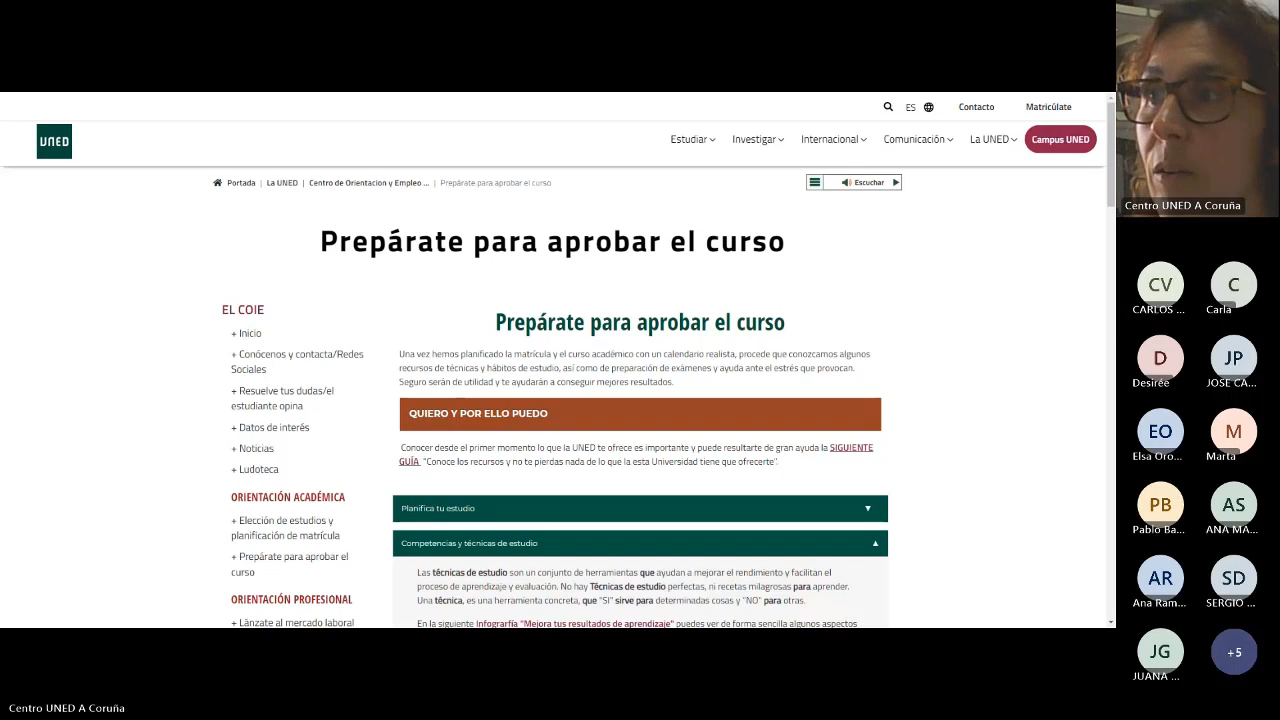 ES
Contacto
Matricúlate
UNED
Estudiar
Investigar
Internacional
Comunicación
La UNED
Campus UNED
Portada | La UNED | Centro de Orientacion y Empleo ... | Prepárate para aprobar el curso
Escuchar
Prepárate para aprobar el curso
EL COIE
+ Inicio
+ Conócenos y contacta/Redes
Sociales
+ Resuelve tus dudas/el
estudiante opina
+ Datos de interés
+ Noticias
+ Ludoteca
ORIENTACIÓN ACADÉMICA
+ Elección de estudios y
planificación de matrícula
+ Prepárate para aprobar el
curso
ORIENTACIÓN PROFESIONAL
+ Lánzate al mercado laboral
Prepárate para aprobar el curso
Una vez hemos planificado la matrícula y el curso académico con un calendario realista, procede que conozcamos algunos
recursos de técnicas y hábitos de estudio, así como de preparación de exámenes y ayuda ante el estrés que provocan.
Seguro serán de utilidad y te ayudarán a conseguir mejores resultados.
QUIERO Y POR ELLO PUEDO
Conocer desde el primer momento lo que la UNED te ofrece es importante y puede resultarte de gran ayuda la SIGUIENTE
GUÍA "Conoce los recursos y no te pierdas nada de lo que la esta Universidad tiene que ofrecerte".
Planifica tu estudio
Competencias y técnicas de estudio
Las técnicas de estudio son un conjunto de herramientas que ayudan a mejorar el rendimiento y facilitan el
proceso de aprendizaje y evaluación. No hay Técnicas de estudio perfectas, ni recetas milagrosas para aprender.
Una técnica, es una herramienta concreta, que "SI" sirve para determinadas cosas y "NO" para otras.
En la siguiente Infografría "Mejora tus resultados de aprendizaje" puedes ver de forma sencilla algunos aspectos
Centro UNED A Coruña
CV
CARLOS ...
C
Carla
D
Desirée
JP
JOSE CA...
EO
Elsa Oro...
M
Marta
PB
Pablo Ba...
AS
ANA MA...
AR
Ana Ram...
SD
SERGIO ...
JG
JUANA ...
+5
Centro UNED A Coruña